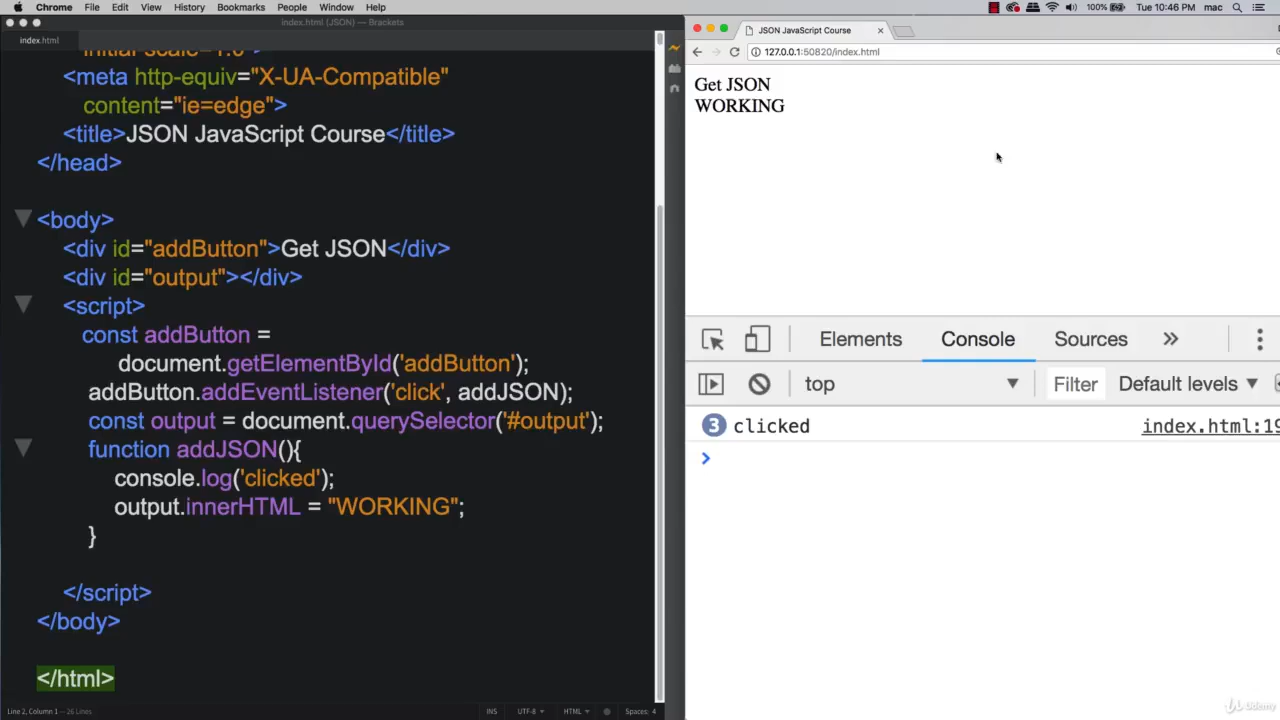 Chrome File Edit View History Bookmarks People Window Help 100% Tue 10:46 PM mac
index.html (JSON) — Brackets
index.html
<meta http-equiv="X-UA-Compatible"
content="ie=edge">
<title>JSON JavaScript Course</title>
</head>
<body>
<div id="addButton">Get JSON</div>
<div id="output"></div>
<script>
const addButton =
document.getElementById('addButton');
addButton.addEventListener('click', addJSON);
const output = document.querySelector('#output');
function addJSON(){
console.log('clicked');
output.innerHTML = "WORKING";
}
</script>
</body>
</html>
Line 2, Column 1 — 26 Lines
INS UTF-8 HTML Spaces: 4
JSON JavaScript Course
127.0.0.1:50820/index.html
Get JSON
WORKING
Elements Console Sources
top Filter Default levels
3 clicked index.html:19
Udemy